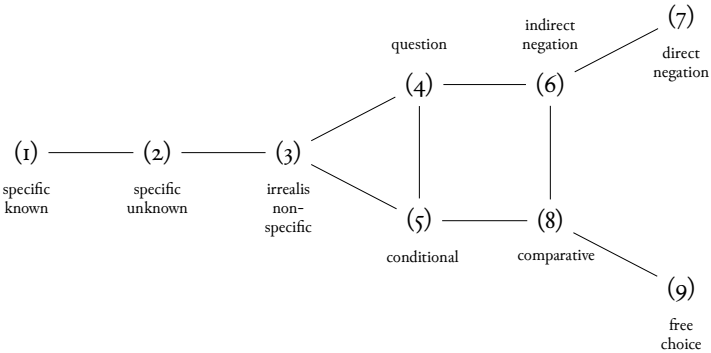 (7)
indirect
negation
question
direct
negation
(4)
(6)
(1)
(2)
(3)
specific
known
specific
unknown
irrealis
non-
specific
(5)
(8)
conditional
comparative
(9)
free
choice